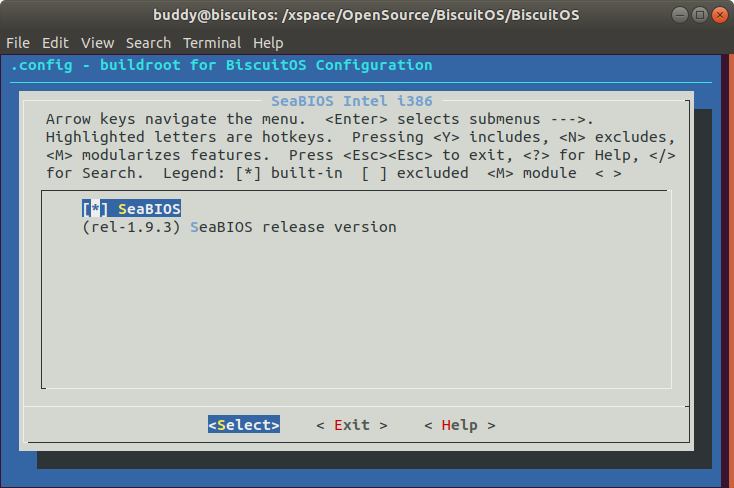 buddy@biscuitos: /xspace/OpenSource/BiscuitOS/BiscuitOS
File Edit View Search Terminal Help
.config - buildroot for BiscuitOS Configuration
SeaBIOS Intel i386
Arrow keys navigate the menu. <Enter> selects submenus --->.
Highlighted letters are hotkeys. Pressing <Y> includes, <N> excludes,
<M> modularizes features. Press <Esc><Esc> to exit, <?> for Help, </>
for Search. Legend: [*] built-in [ ] excluded <M> module < >
[*] SeaBIOS
(rel-1.9.3) SeaBIOS release version
<Select> < Exit > < Help >